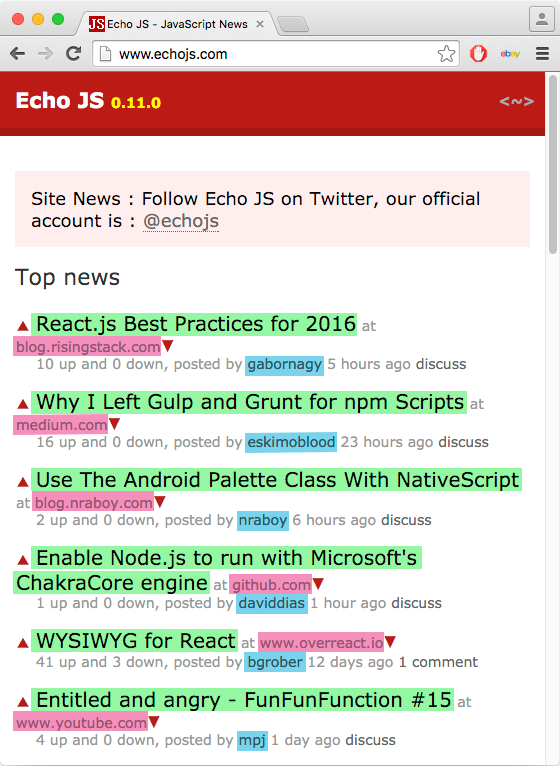 JS Echo JS - JavaScript News
www.echojs.com
ebay
Echo JS 0.11.0
<~>
Site News : Follow Echo JS on Twitter, our official
account is : @echojs
Top news
▲ React.js Best Practices for 2016 at
blog.risingstack.com▼
10 up and 0 down, posted by gabornagy 5 hours ago discuss
▲ Why I Left Gulp and Grunt for npm Scripts at
medium.com▼
16 up and 0 down, posted by eskimoblood 23 hours ago discuss
▲ Use The Android Palette Class With NativeScript
at blog.nraboy.com▼
2 up and 0 down, posted by nraboy 6 hours ago discuss
▲ Enable Node.js to run with Microsoft's
ChakraCore engine at github.com▼
1 up and 0 down, posted by daviddias 1 hour ago discuss
▲ WYSIWYG for React at www.overreact.io▼
41 up and 3 down, posted by bgrober 12 days ago 1 comment
▲ Entitled and angry - FunFunFunction #15 at
www.youtube.com▼
4 up and 0 down, posted by mpj 1 day ago discuss